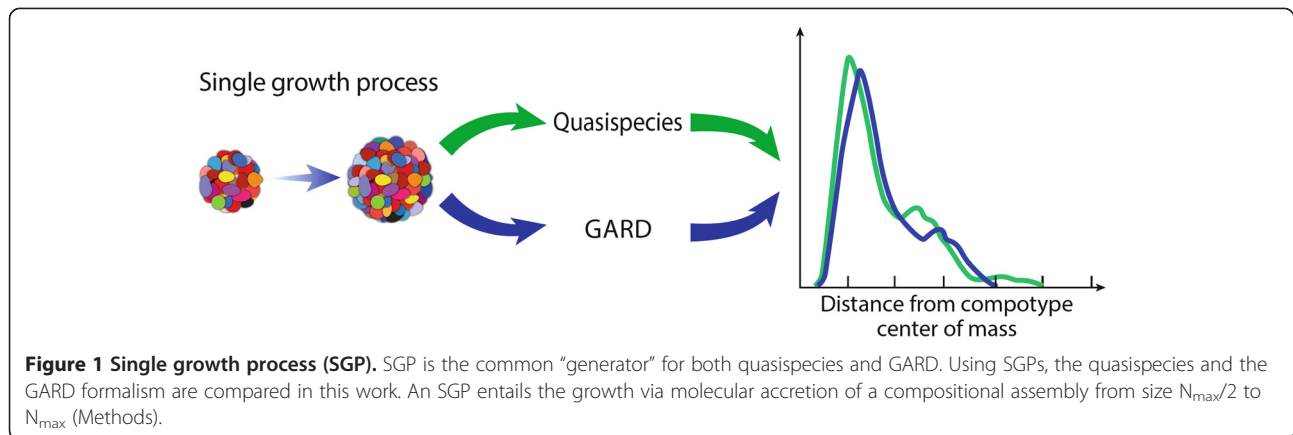 Single growth process
Quasispecies
GARD
Distance from compotype
center of mass
Figure 1 Single growth process (SGP). SGP is the common “generator” for both quasispecies and GARD. Using SGPs, the quasispecies and the
GARD formalism are compared in this work. An SGP entails the growth via molecular accretion of a compositional assembly from size Nmax/2 to
Nmax (Methods).